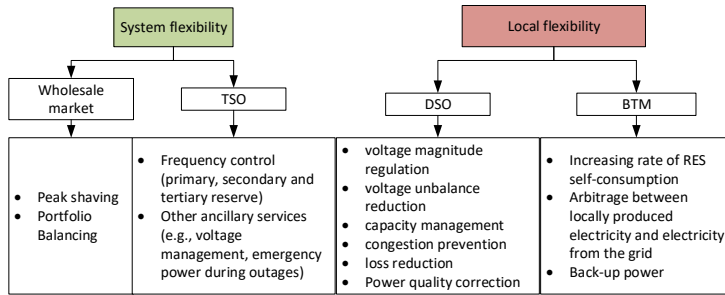 System flexibility
Local flexibility
Wholesale
market
TSO
DSO
BTM
• Peak shaving
• Portfolio
Balancing
• Frequency control
(primary, secondary and
tertiary reserve)
• Other ancillary services
(e.g., voltage
management, emergency
power during outages)
• voltage magnitude
regulation
• voltage unbalance
reduction
• capacity management
• congestion prevention
• loss reduction
• Power quality correction
• Increasing rate of RES
self-consumption
• Arbitrage between
locally produced
electricity and electricity
from the grid
• Back-up power